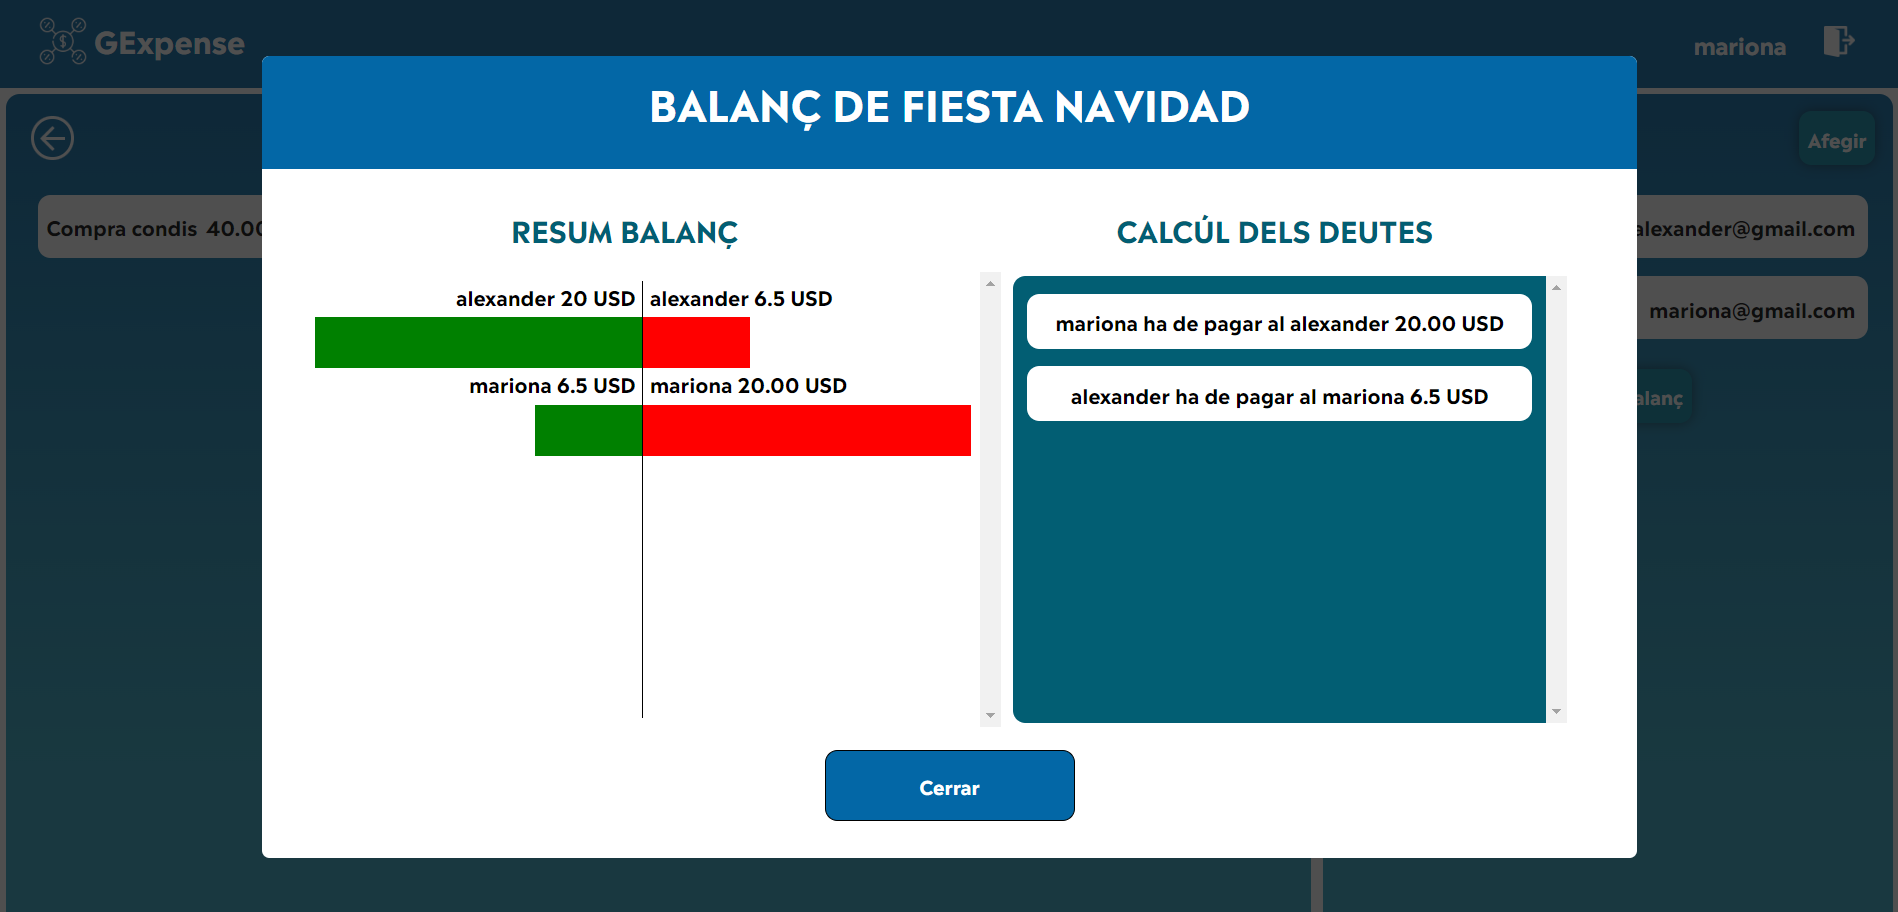 GExpense
mariona
BALANÇ DE FIESTA NAVIDAD
Afegir
Compra condis 40.00
alexander@gmail.com
mariona@gmail.com
RESUM BALANÇ
alexander 20 USD
alexander 6.5 USD
mariona 6.5 USD
mariona 20.00 USD
CALCÚL DELS DEUTES
mariona ha de pagar al alexander 20.00 USD
alexander ha de pagar al mariona 6.5 USD
Cerrar